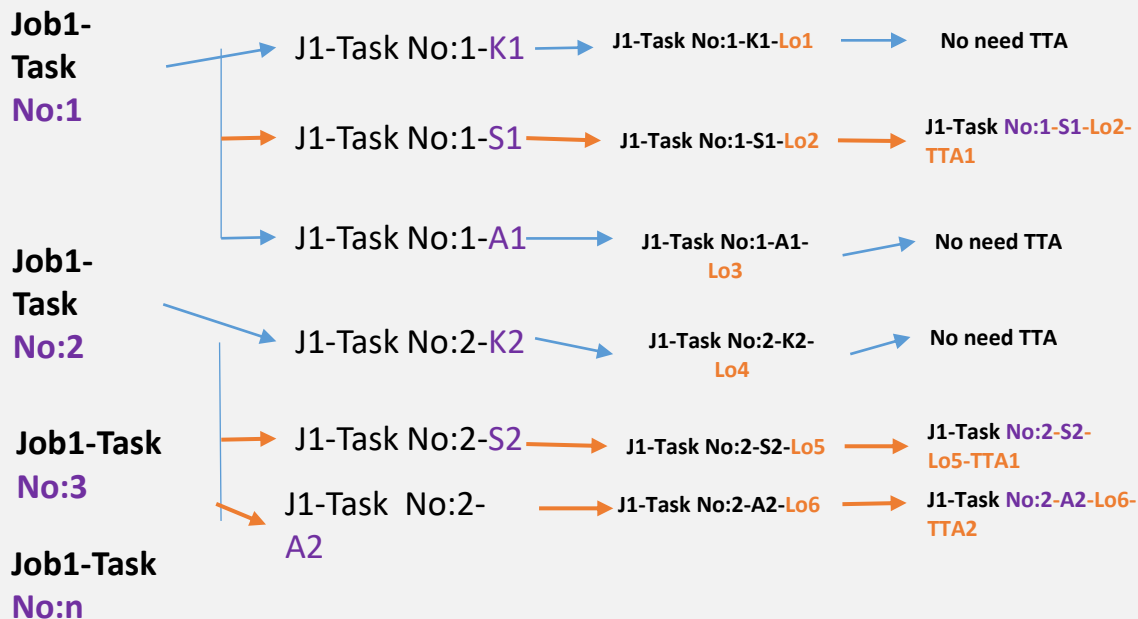 Job1-
Task
No:1
J1-Task No:1-K1
J1-Task No:1-K1-Lo1
No need TTA
J1-Task No:1-S1
J1-Task No:1-S1-Lo2
J1-Task No:1-S1-Lo2-
TTA1
J1-Task No:1-A1
J1-Task No:1-A1-
Lo3
No need TTA
Job1-
Task
No:2
J1-Task No:2-K2
J1-Task No:2-K2-
Lo4
No need TTA
Job1-Task
No:3
J1-Task No:2-S2
J1-Task No:2-S2-Lo5
J1-Task No:2-S2-
Lo5-TTA1
J1-Task No:2-
A2
J1-Task No:2-A2-Lo6
J1-Task No:2-A2-Lo6-
TTA2
Job1-Task
No:n